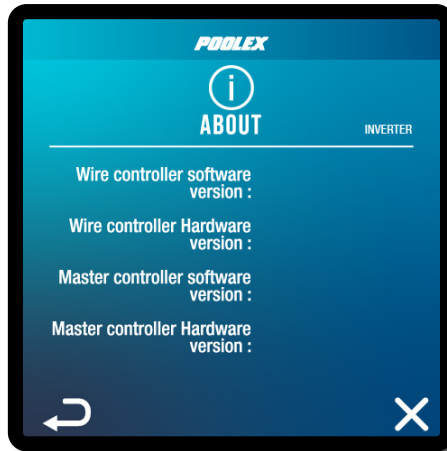 POOLEX
ABOUT
INVERTER
Wire controller software
version :
Wire controller Hardware
version :
Master controller software
version :
Master controller Hardware
version :